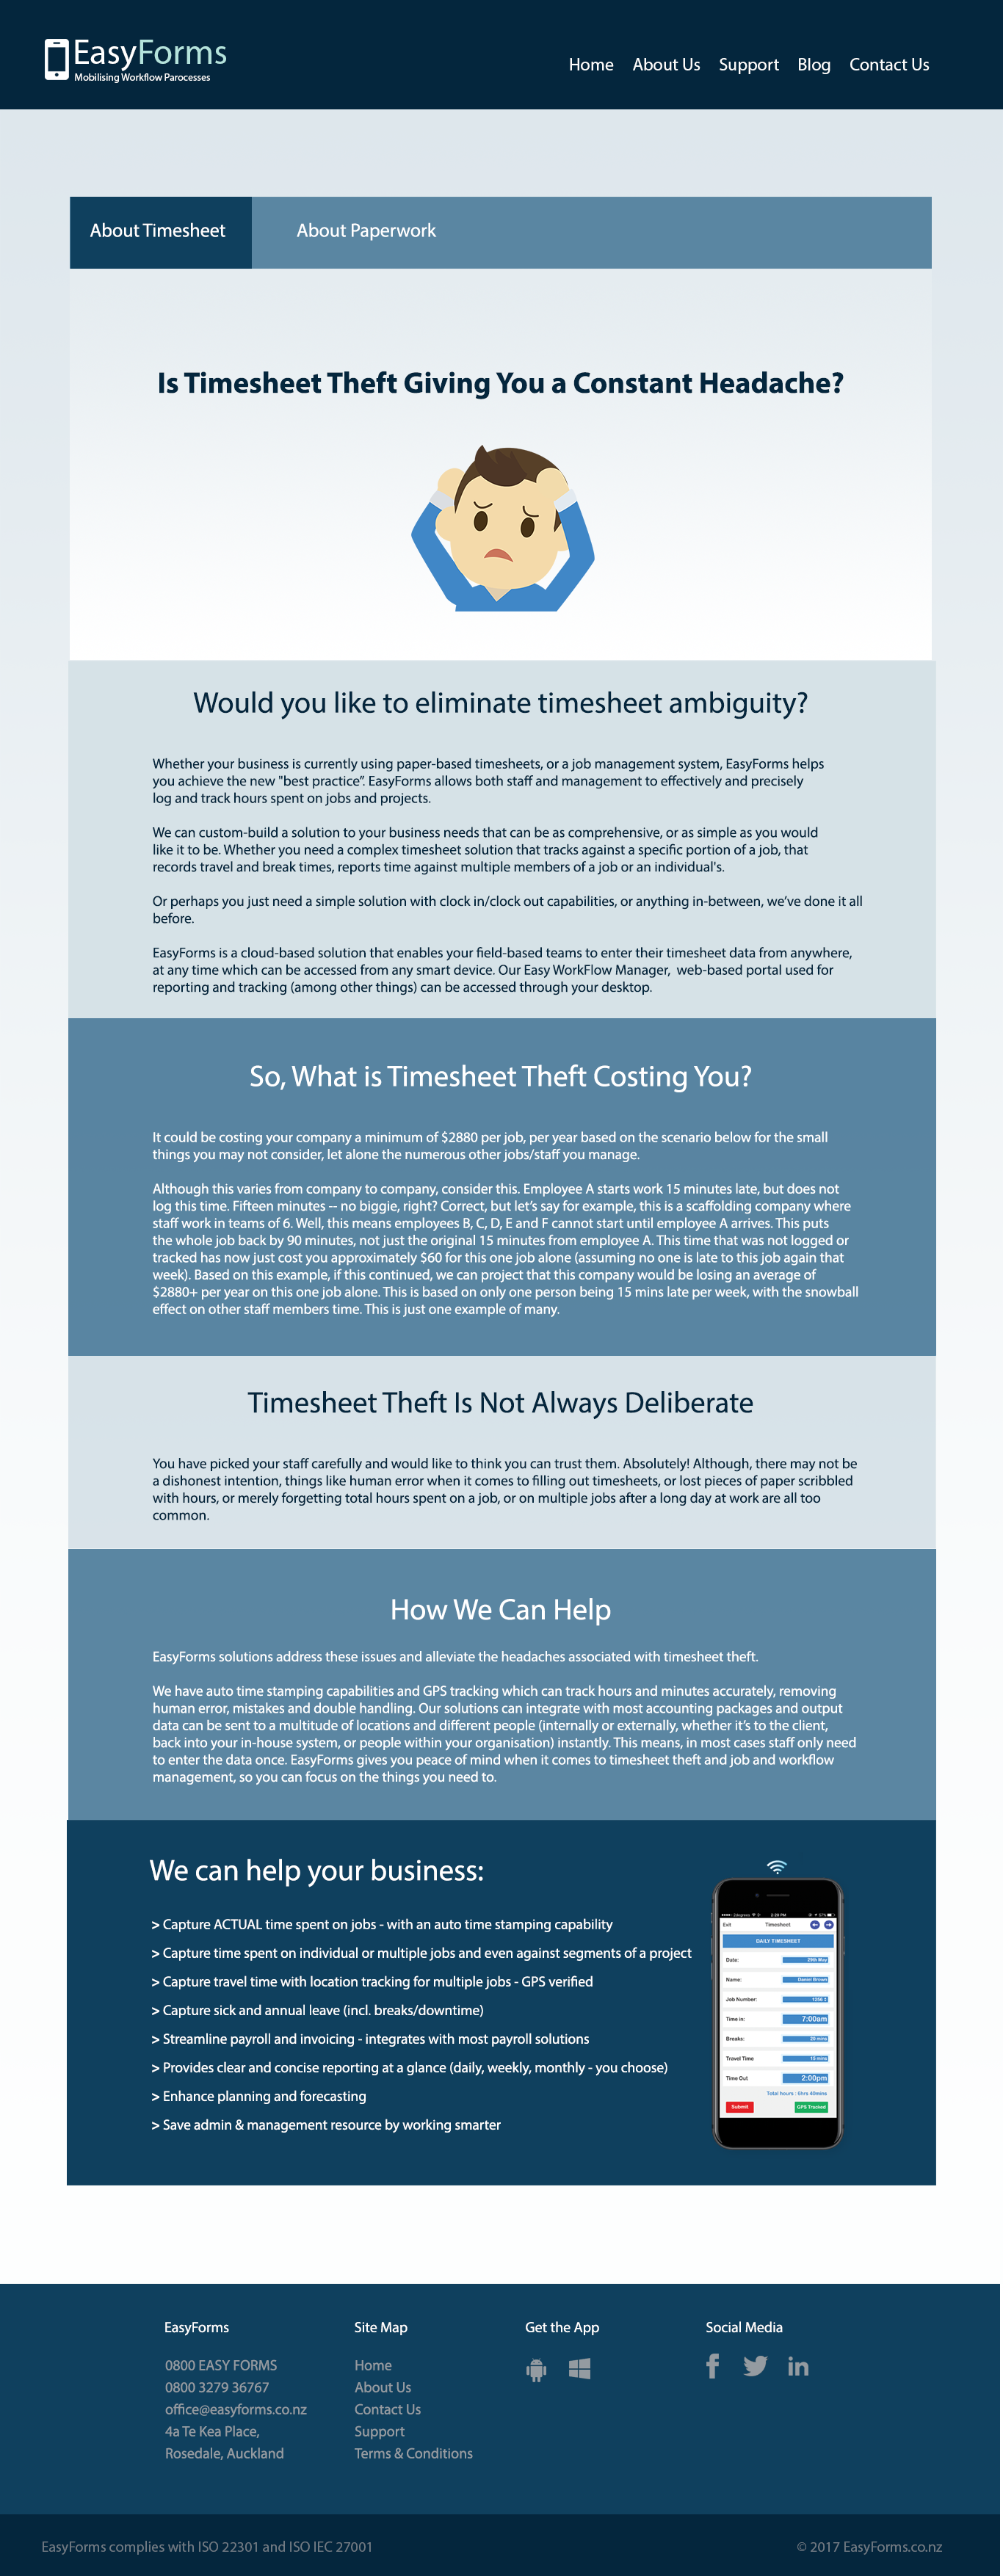 EasyForms
Mobilising Workflow Parocesses
Home About Us Support Blog Contact Us
About Timesheet About Paperwork
Is Timesheet Theft Giving You a Constant Headache?
Would you like to eliminate timesheet ambiguity?
Whether your business is currently using paper-based timesheets, or a job management system, EasyForms helps
you achieve the new "best practice". EasyForms allows both staff and management to effectively and precisely
log and track hours spent on jobs and projects.
We can custom-build a solution to your business needs that can be as comprehensive, or as simple as you would
like it to be. Whether you need a complex timesheet solution that tracks against a specific portion of a job, that
records travel and break times, reports time against multiple members of a job or an individual's.
Or perhaps you just need a simple solution with clock in/clock out capabilities, or anything in-between, we've done it all
before.
EasyForms is a cloud-based solution that enables your field-based teams to enter their timesheet data from anywhere,
at any time which can be accessed from any smart device. Our Easy WorkFlow Manager, web-based portal used for
reporting and tracking (among other things) can be accessed through your desktop.
So, What is Timesheet Theft Costing You?
It could be costing your company a minimum of $2880 per job, per year based on the scenario below for the small
things you may not consider, let alone the numerous other jobs/staff you manage.
Although this varies from company to company, consider this. Employee A starts work 15 minutes late, but does not
log this time. Fifteen minutes -- no biggie, right? Correct, but let's say for example, this is a scaffolding company where
staff work in teams of 6. Well, this means employees B, C, D, E and F cannot start until employee A arrives. This puts
the whole job back by 90 minutes, not just the original 15 minutes from employee A. This time that was not logged or
tracked has now just cost you approximately $60 for this one job alone (assuming no one is late to this job again that
week). Based on this example, if this continued, we can project that this company would be losing an average of
$2880+ per year on this one job alone. This is based on only one person being 15 mins late per week, with the snowball
effect on other staff members time. This is just one example of many.
Timesheet Theft Is Not Always Deliberate
You have picked your staff carefully and would like to think you can trust them. Absolutely! Although, there may not be
a dishonest intention, things like human error when it comes to filling out timesheets, or lost pieces of paper scribbled
with hours, or merely forgetting total hours spent on a job, or on multiple jobs after a long day at work are all too
common.
How We Can Help
EasyForms solutions address these issues and alleviate the headaches associated with timesheet theft.
We have auto time stamping capabilities and GPS tracking which can track hours and minutes accurately, removing
human error, mistakes and double handling. Our solutions can integrate with most accounting packages and output
data can be sent to a multitude of locations and different people (internally or externally, whether it's to the client,
back into your in-house system, or people within your organisation) instantly. This means, in most cases staff only need
to enter the data once. EasyForms gives you peace of mind when it comes to timesheet theft and job and workflow
management, so you can focus on the things you need to.
We can help your business:
> Capture ACTUAL time spent on jobs - with an auto time stamping capability
> Capture time spent on individual or multiple jobs and even against segments of a project
> Capture travel time with location tracking for multiple jobs - GPS verified
> Capture sick and annual leave (incl. breaks/downtime)
> Streamline payroll and invoicing - integrates with most payroll solutions
> Provides clear and concise reporting at a glance (daily, weekly, monthly - you choose)
> Enhance planning and forecasting
> Save admin & management resource by working smarter
Exit Timesheet
DAILY TIMESHEET
Date: 29th May
Name: Daniel Brown
Job Number:
Time in: 7:00am
Breaks: 20 mins
Travel Time 15 mins
Time Out 2:00pm
Total hours : 6hrs 40mins
Submit GPS Tracked
EasyForms
0800 EASY FORMS
0800 3279 36767
office@easyforms.co.nz
4a Te Kea Place,
Rosedale, Auckland
Site Map
Home
About Us
Contact Us
Support
Terms & Conditions
Get the App
Social Media
EasyForms complies with ISO 22301 and ISO IEC 27001
© 2017 EasyForms.co.nz